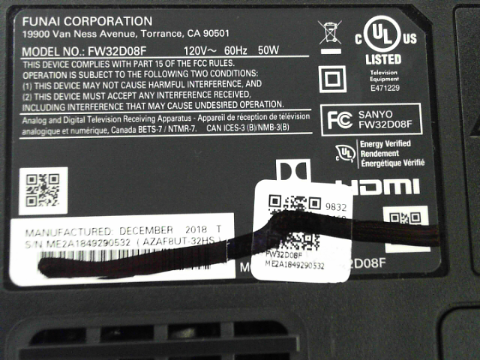 FUNAI CORPORATION
19900 Van Ness Avenue, Torrance, CA 90501
MODEL NO.: FW32D08F 120V~ 60Hz 50W
THIS DEVICE COMPLIES WITH PART 15 OF THE FCC RULES.
OPERATION IS SUBJECT TO THE FOLLOWING TWO CONDITIONS:
(1) THIS DEVICE MAY NOT CAUSE HARMFUL INTERFERENCE, AND
(2) THIS DEVICE MUST ACCEPT ANY INTERFERENCE RECEIVED,
INCLUDING INTERFERENCE THAT MAY CAUSE UNDESIRED OPERATION.
Analog and Digital Television Receiving Apparatus - Appareil de réception de télévision
analogique et numérique, Canada BETS-7 / NTMR-7. CAN ICES-3 (B)/NMB-3(B)
C UL US
LISTED
Television
Equipment
E471229
FC SANYO
FW32D08F
UL Energy Verified
Rendement
Énergétique Vérifié
HDMI
MANUFACTURED: DECEMBER 2018 T
S/N ME2A1849290532 ( AZAF8UT-32HS )
9832
FW32D08F
ME2A1849290532